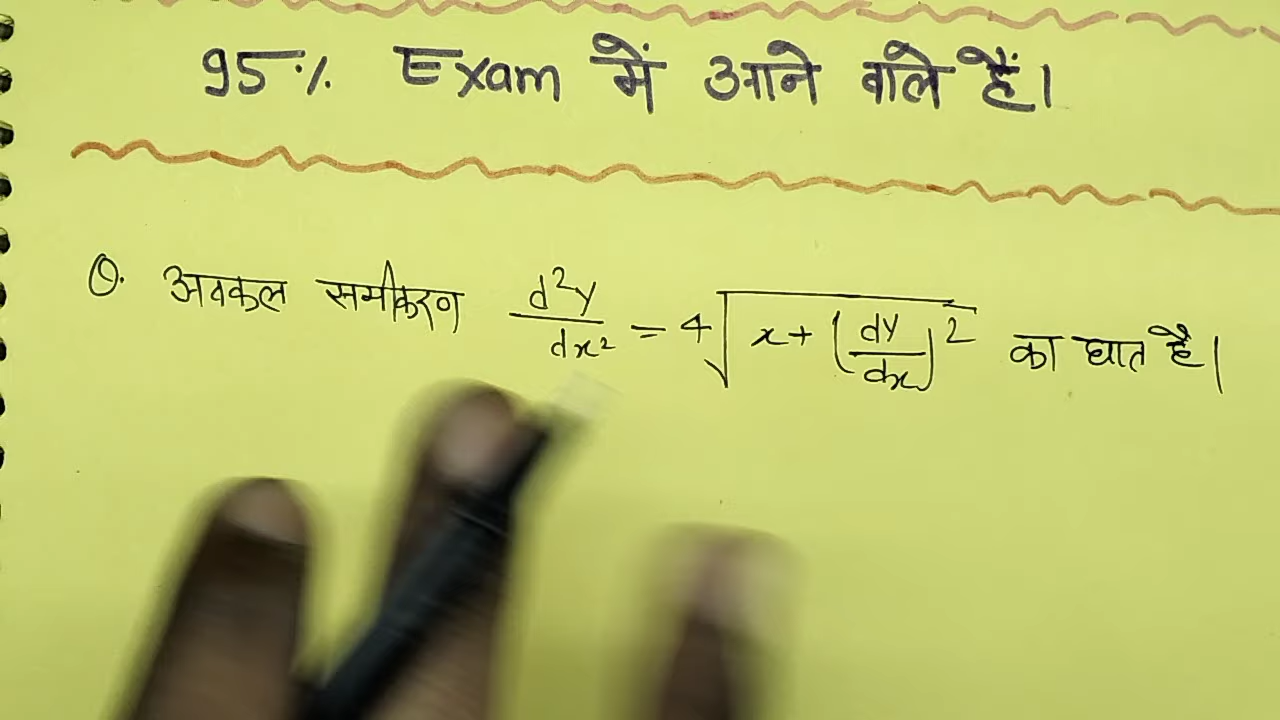 95% Exam में आने वाले हैं।
Q. अवकल समीकरण d²y/dx² = ⁴√(x + (dy/dx)²) का घात है।